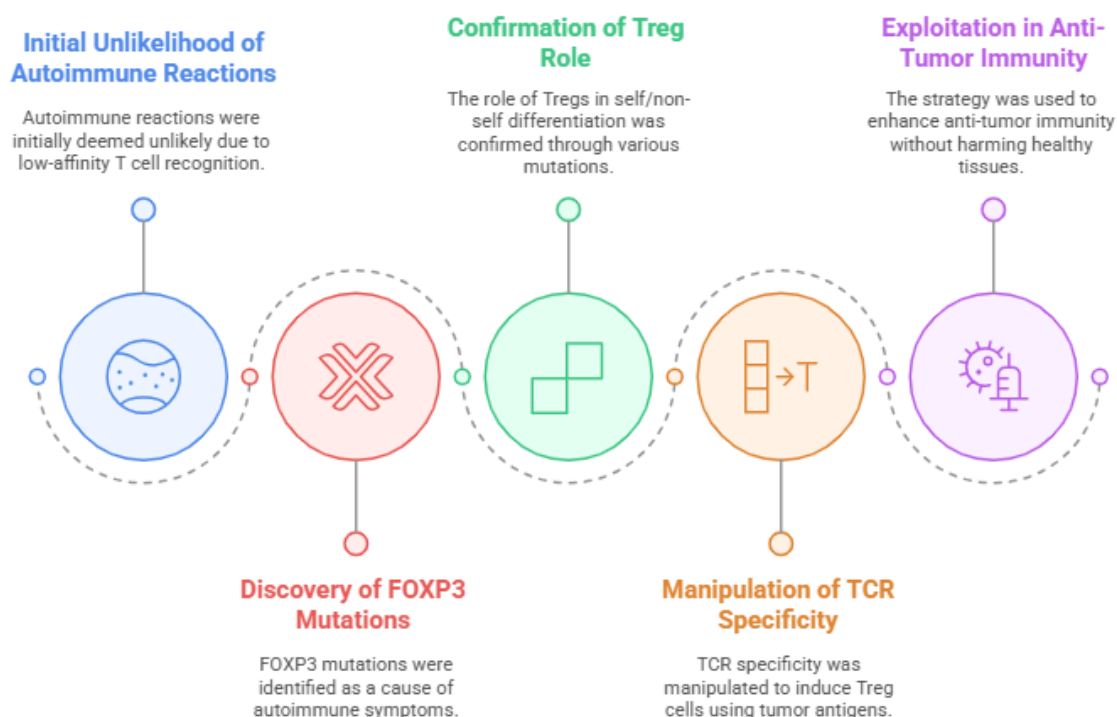 Initial Unlikelihood of
Autoimmune Reactions
Autoimmune reactions were
initially deemed unlikely due to
low-affinity T cell recognition.
Discovery of FOXP3
Mutations
FOXP3 mutations were
identified as a cause of
autoimmune symptoms.
Confirmation of Treg
Role
The role of Tregs in self/non-
self differentiation was
confirmed through various
mutations.
T
Manipulation of TCR
Specificity
TCR specificity was
manipulated to induce Treg
cells using tumor antigens.
Exploitation in Anti-
Tumor Immunity
The strategy was used to
enhance anti-tumor immunity
without harming healthy
tissues.